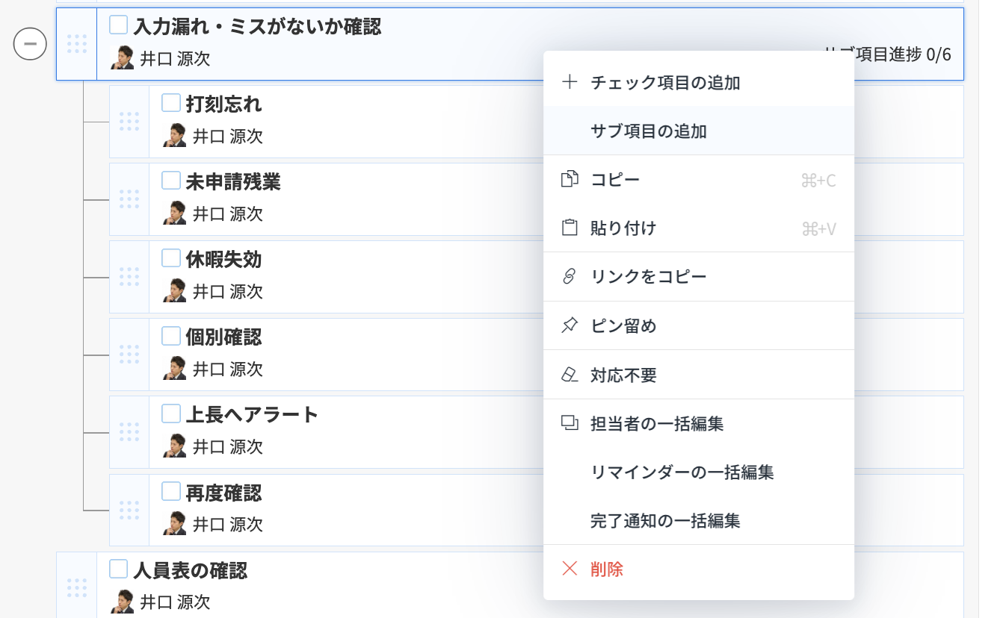 入力漏れ・ミスがないか確認
井口 源次
サブ項目進捗 0/6
打刻忘れ
井口 源次
未申請残業
井口 源次
休暇失効
井口 源次
個別確認
井口 源次
上長へアラート
井口 源次
再度確認
井口 源次
人員表の確認
井口 源次
チェック項目の追加
サブ項目の追加
コピー ⌘+C
貼り付け ⌘+V
リンクをコピー
ピン留め
対応不要
担当者の一括編集
リマインダーの一括編集
完了通知の一括編集
削除